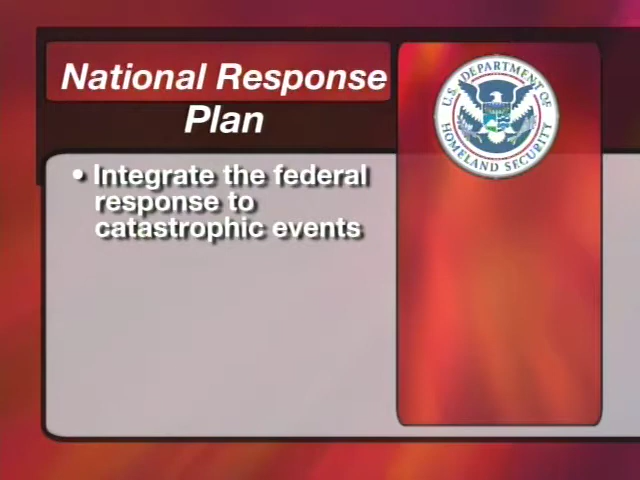 National Response
Plan
• Integrate the federal
response to
catastrophic events
U.S. DEPARTMENT OF
HOMELAND SECURITY